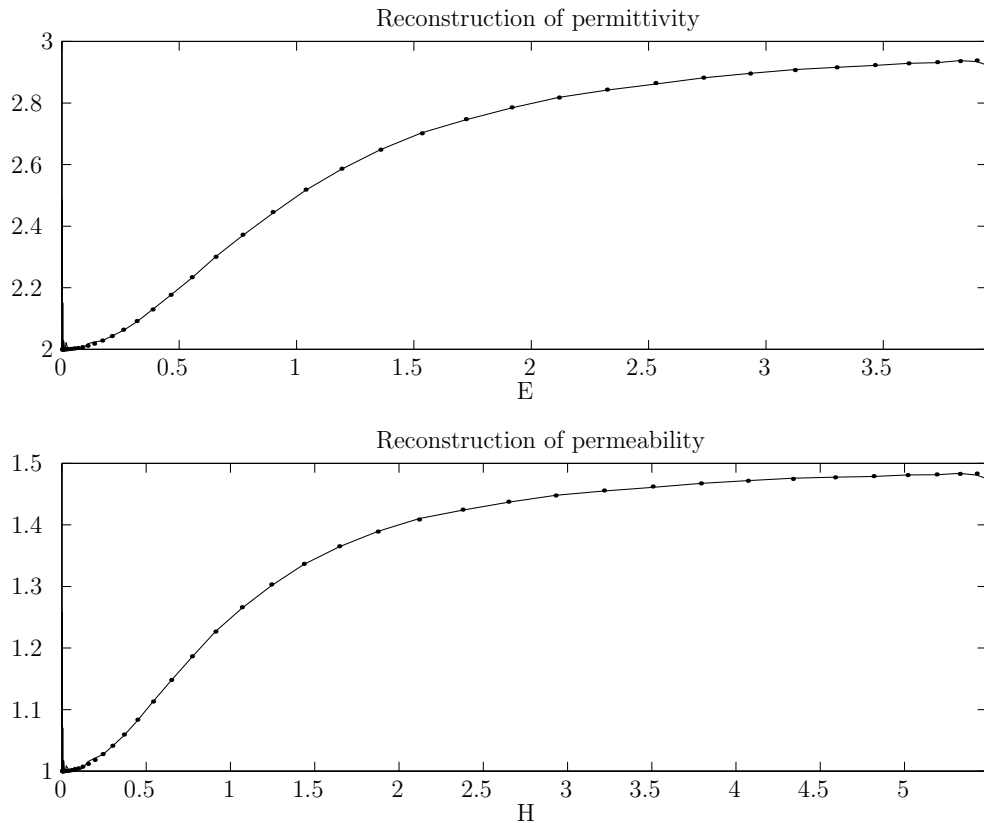 Reconstruction of permittivity
3
2.8
2.6
2.4
2.2
2
0 0.5 1 1.5 2 2.5 3 3.5
E
Reconstruction of permeability
1.5
1.4
1.3
1.2
1.1
1
0 0.5 1 1.5 2 2.5 3 3.5 4 4.5 5
H